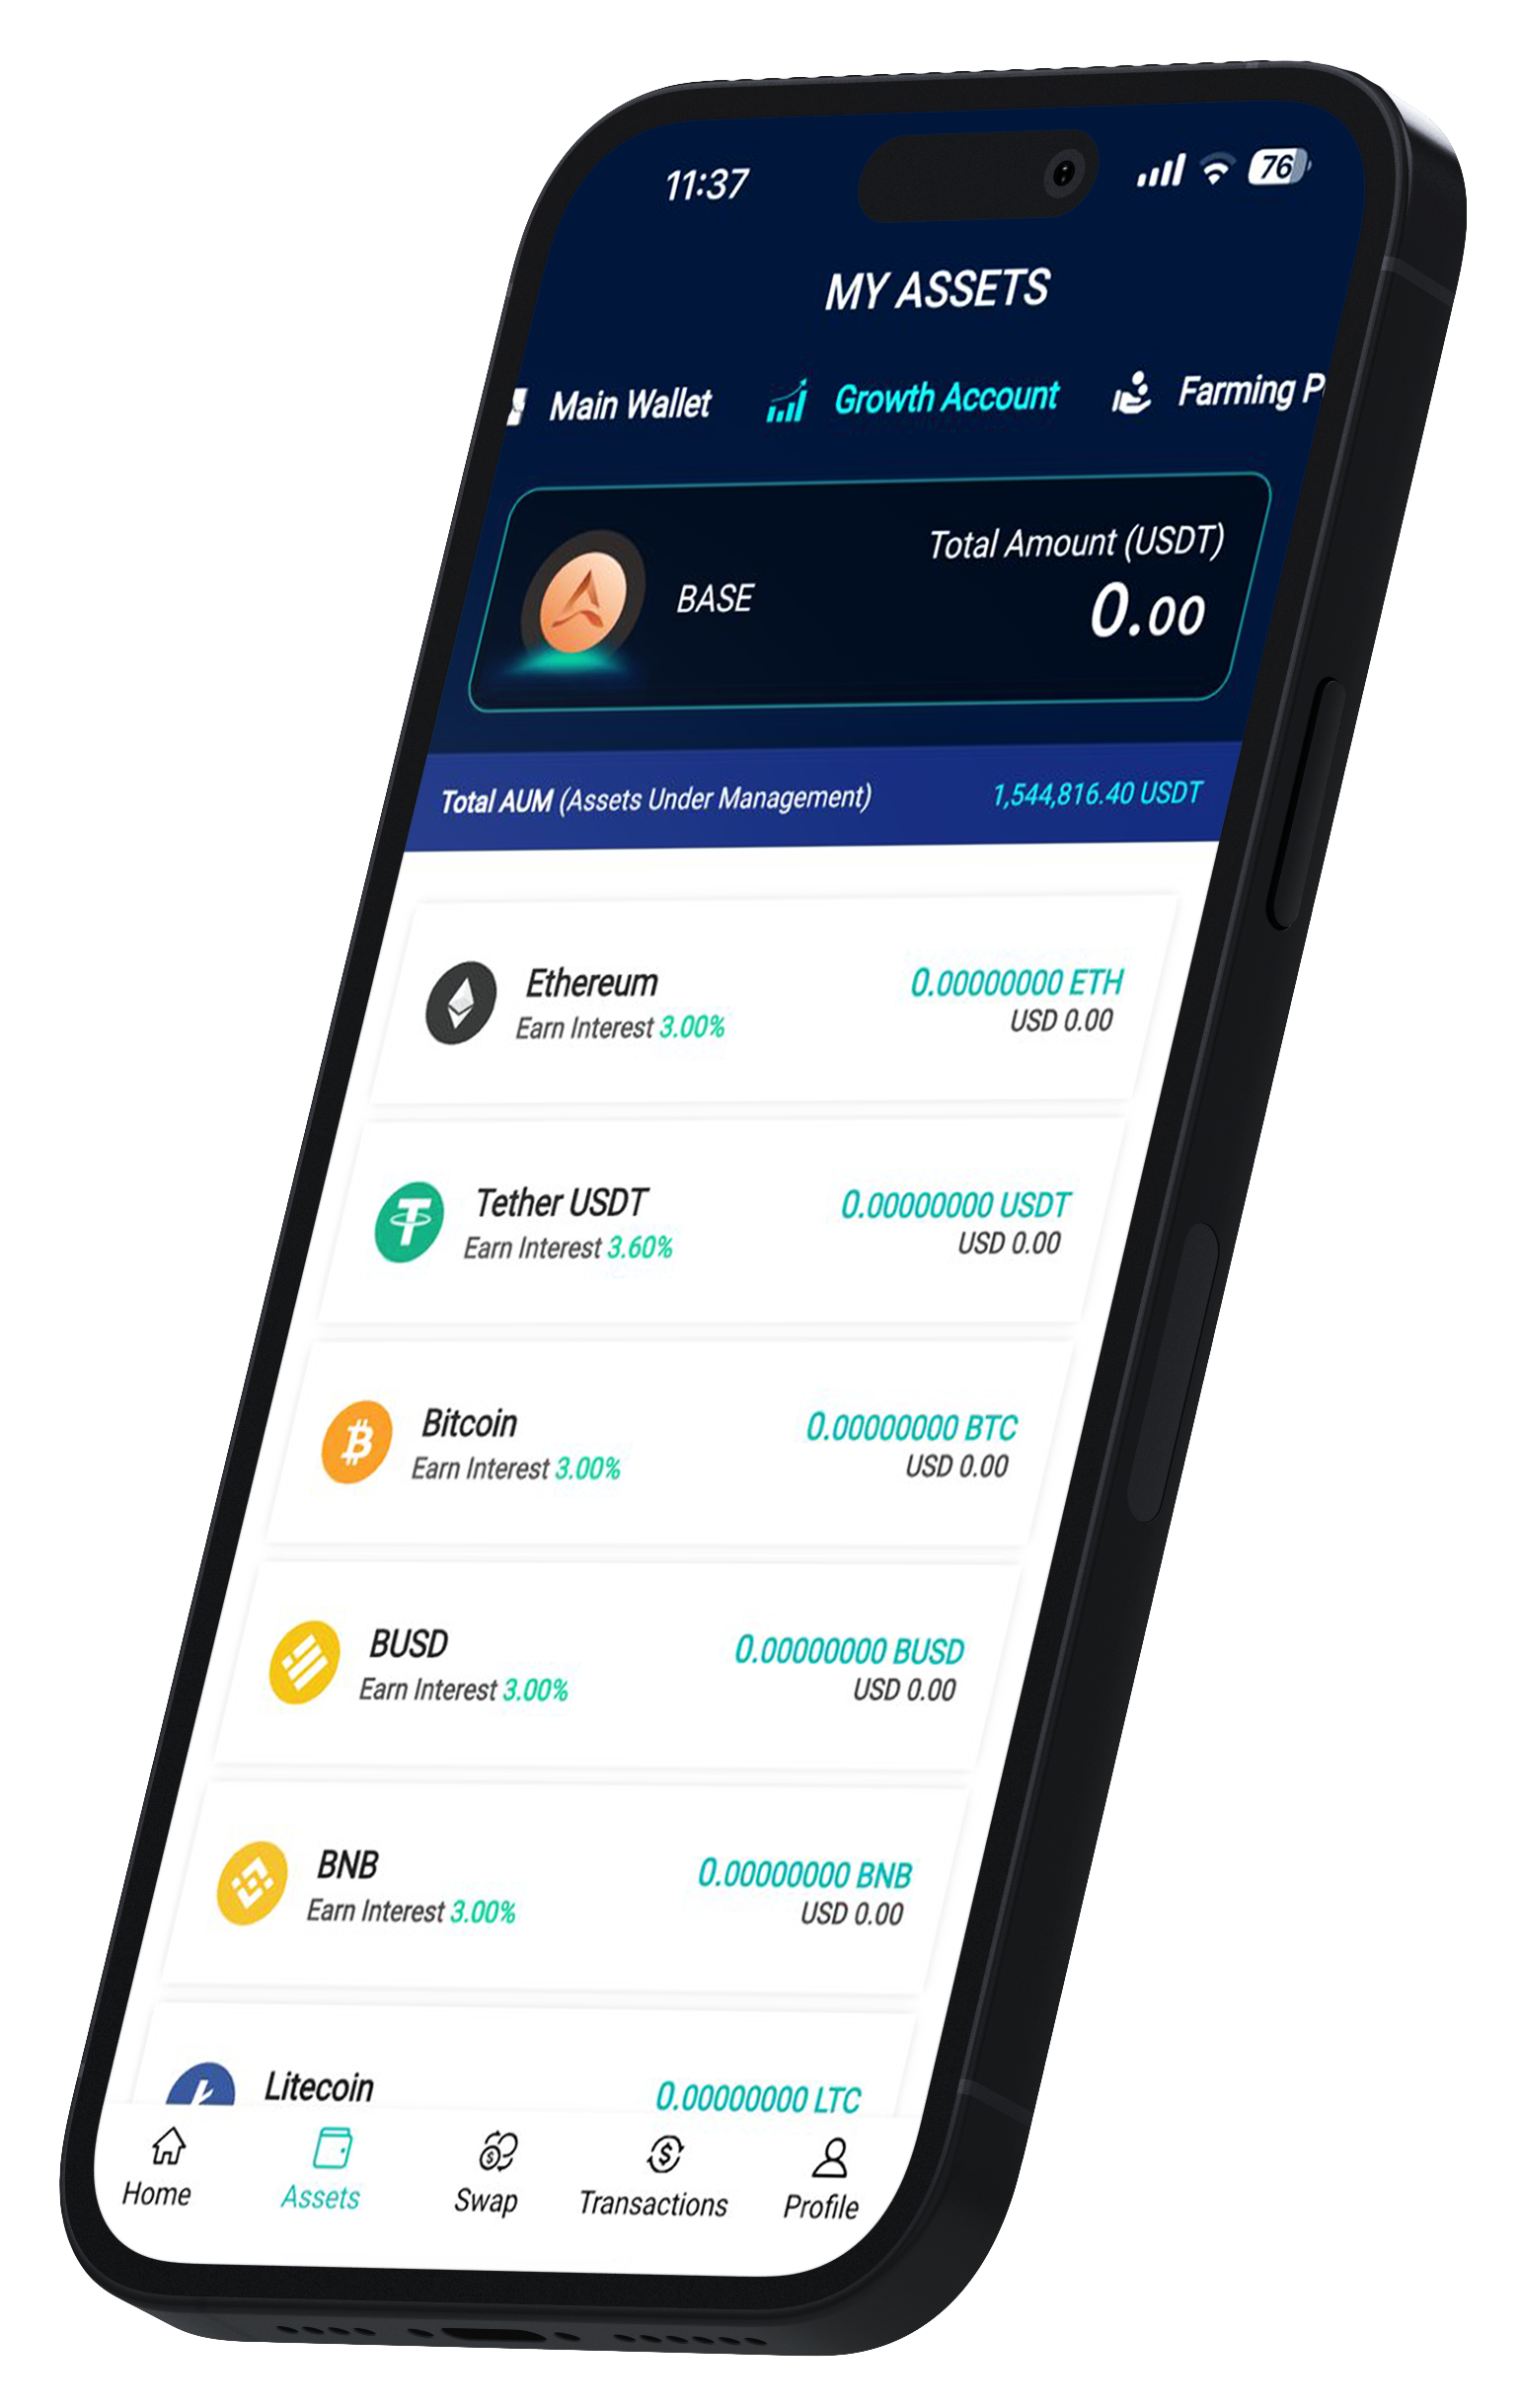 11:37
76
MY ASSETS
Main Wallet
Growth Account
Farming P
BASE
Total Amount (USDT)
0.00
Total AUM (Assets Under Management)
1,544,816.40 USDT
Ethereum
0.00000000 ETH
Earn Interest 3.00%
USD 0.00
Tether USDT
0.00000000 USDT
Earn Interest 3.60%
USD 0.00
Bitcoin
0.00000000 BTC
Earn Interest 3.00%
USD 0.00
BUSD
0.00000000 BUSD
Earn Interest 3.00%
USD 0.00
BNB
0.00000000 BNB
Earn Interest 3.00%
USD 0.00
Litecoin
0.00000000 LTC
Home
Assets
Swap
Transactions
Profile